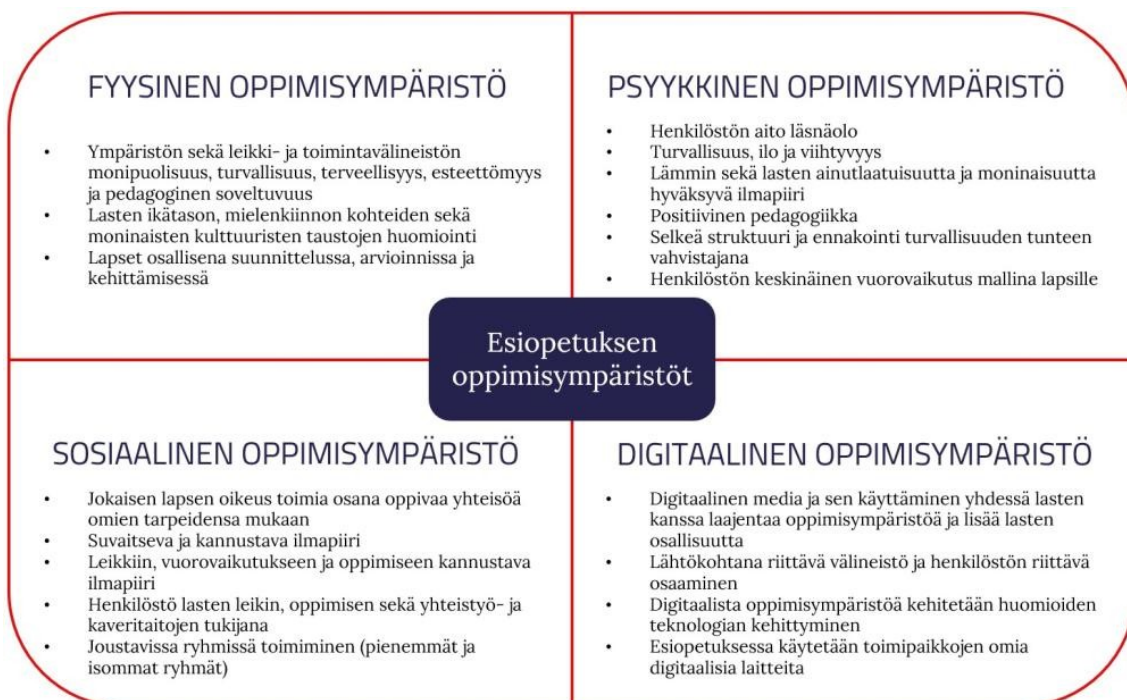 FYYSINEN OPPIMISYMPÄRISTÖ
• Ympäristön sekä leikki- ja toimintavälineistön
monipuolisuus, turvallisuus, terveellisyys, esteettömyys
ja pedagoginen soveltuvuus
• Lasten ikätason, mielenkiinnon kohteiden sekä
moninaisten kulttuuristen taustojen huomiointi
• Lapset osallisena suunnittelussa, arvioinnissa ja
kehittämisessä
PSYYKKINEN OPPIMISYMPÄRISTÖ
• Henkilöstön aito läsnäolo
• Turvallisuus, ilo ja viihtyvyys
• Lämmin sekä lasten ainutlaatuisuutta ja moninaisuutta
hyväksyvä ilmapiiri
• Positiivinen pedagogiikka
• Selkeä struktuuri ja ennakointi turvallisuuden tunteen
vahvistajana
• Henkilöstön keskinäinen vuorovaikutus mallina lapsille
Esiopetuksen
oppimisympäristöt
SOSIAALINEN OPPIMISYMPÄRISTÖ
• Jokaisen lapsen oikeus toimia osana oppivaa yhteisöä
omien tarpeidensa mukaan
• Suvaitseva ja kannustava ilmapiiri
• Leikkiin, vuorovaikutukseen ja oppimiseen kannustava
ilmapiiri
• Henkilöstö lasten leikin, oppimisen sekä yhteistyö- ja
kaveritaitojen tukijana
• Joustavissa ryhmissä toimiminen (pienemmät ja
isommat ryhmät)
DIGITAALINEN OPPIMISYMPÄRISTÖ
• Digitaalinen media ja sen käyttäminen yhdessä lasten
kanssa laajentaa oppimisympäristöä ja lisää lasten
osallisuutta
• Lähtökohtana riittävä välineistö ja henkilöstön riittävä
osaaminen
• Digitaalista oppimisympäristöä kehitetään huomioiden
teknologian kehittyminen
• Esiopetuksessa käytetään toimipaikkojen omia
digitaalisia laitteita